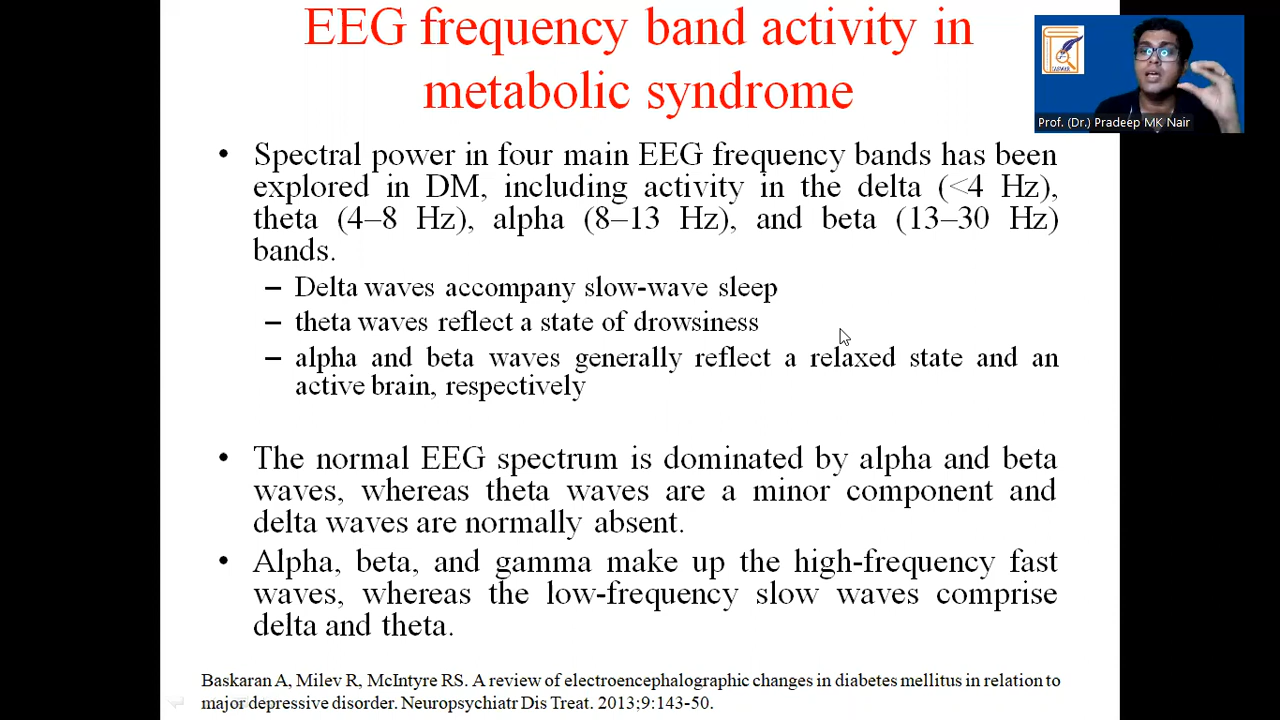 EEG frequency band activity in
metabolic syndrome
Prof. (Dr.) Pradeep MK Nair
• Spectral power in four main EEG frequency bands has been
explored in DM, including activity in the delta (<4 Hz),
theta (4–8 Hz), alpha (8–13 Hz), and beta (13–30 Hz)
bands.
– Delta waves accompany slow-wave sleep
– theta waves reflect a state of drowsiness
– alpha and beta waves generally reflect a relaxed state and an
active brain, respectively
• The normal EEG spectrum is dominated by alpha and beta
waves, whereas theta waves are a minor component and
delta waves are normally absent.
• Alpha, beta, and gamma make up the high-frequency fast
waves, whereas the low-frequency slow waves comprise
delta and theta.
Baskaran A, Milev R, McIntyre RS. A review of electroencephalographic changes in diabetes mellitus in relation to
major depressive disorder. Neuropsychiatr Dis Treat. 2013;9:143-50.